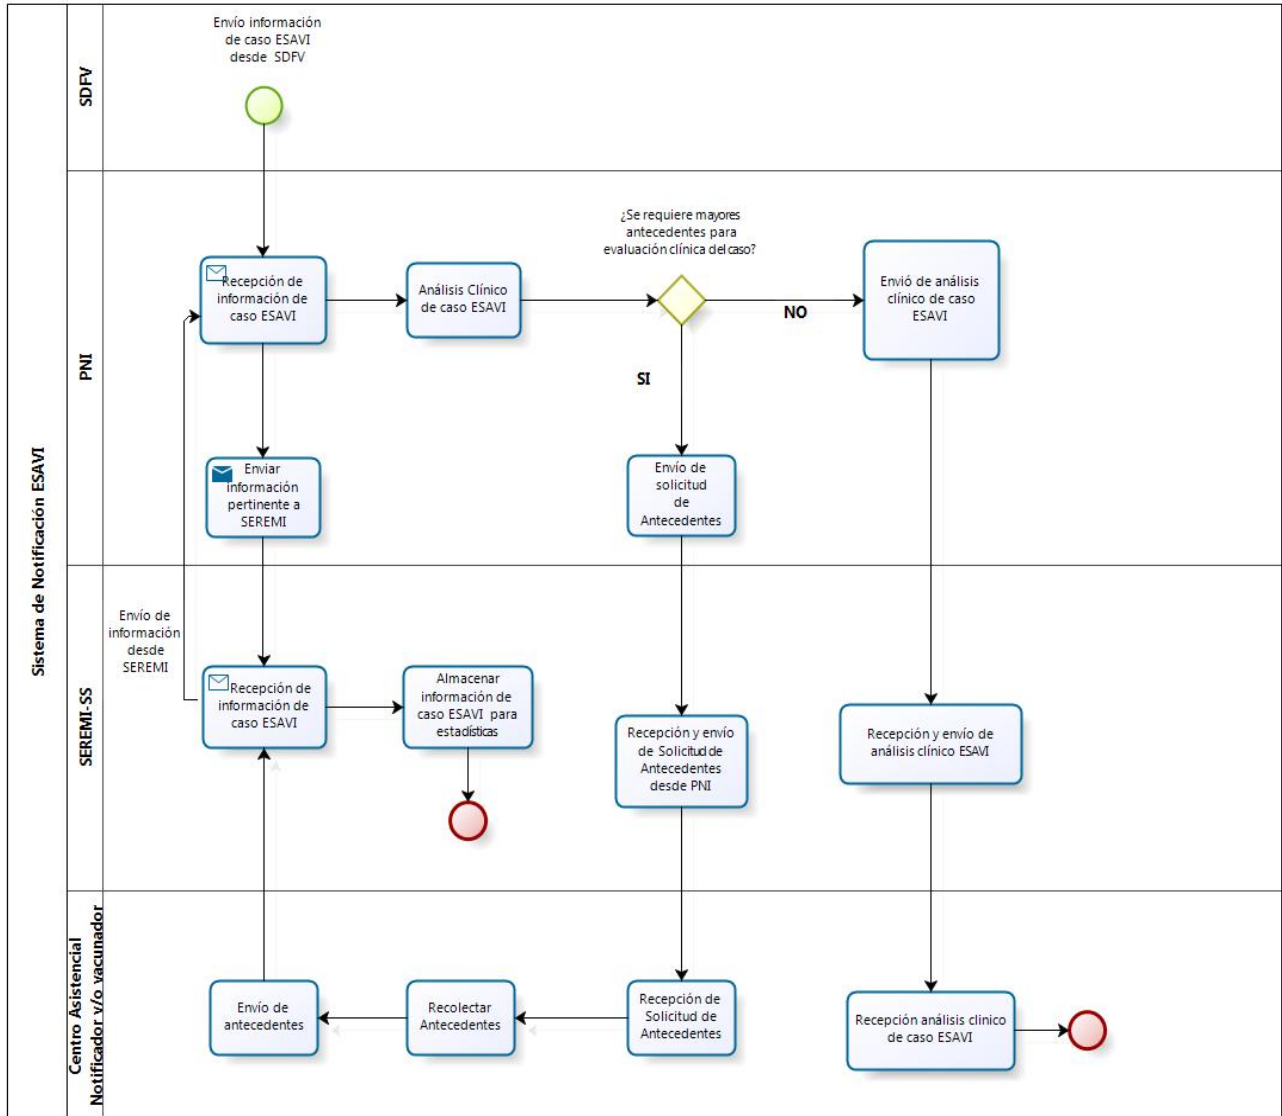 Sistema de Notificación ESAVI
SDFV
Envío información
de caso ESAVI
desde SDFV
PNI
¿Se requiere mayores
antecedentes para
evaluación clínica del caso?
Recepción de
información de
caso ESAVI
Análisis Clínico
de caso ESAVI
NO
Envió de análisis
clínico de caso
ESAVI
SI
Enviar
información
pertinente a
SEREMI
Envío de
solicitud
de
Antecedentes
SEREMI-SS
Envío de
información
desde
SEREMI
Recepción de
información de
caso ESAVI
Almacenar
información de
caso ESAVI para
estadísticas
Recepción y envío
de Solicitud de
Antecedentes
desde PNI
Recepción y envío de
análisis clínico ESAVI
Centro Asistencial
Notificador y/o vacunador
Envío de
antecedentes
Recolectar
Antecedentes
Recepción de
Solicitud de
Antecedentes
Recepción análisis clinico
de caso ESAVI